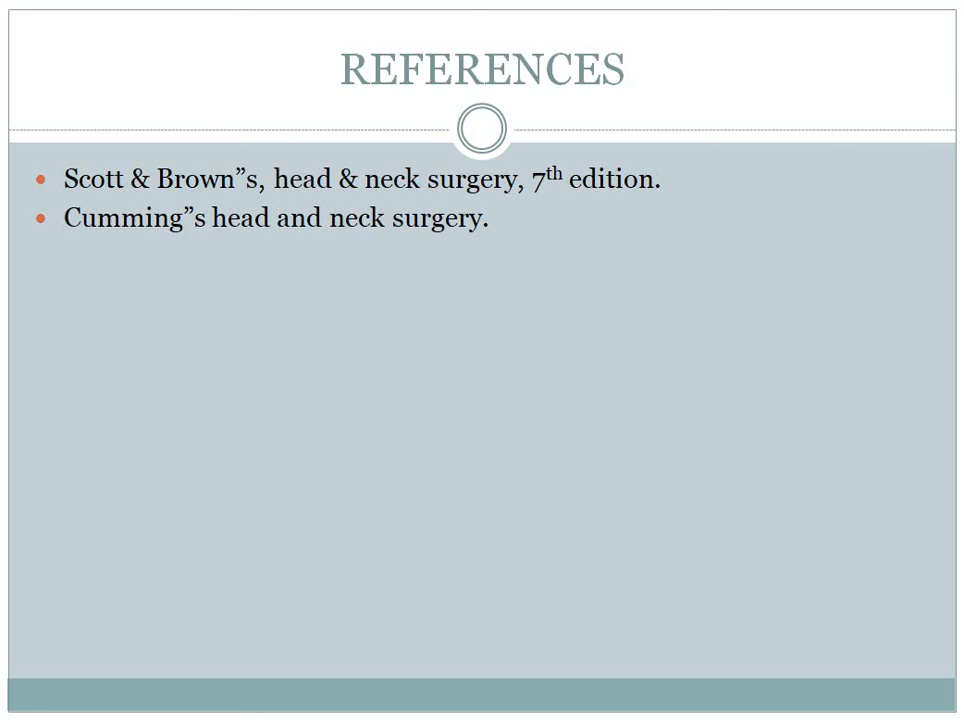 REFERENCES
Scott & Brown”s, head & neck surgery, 7th edition.
Cumming”s head and neck surgery.